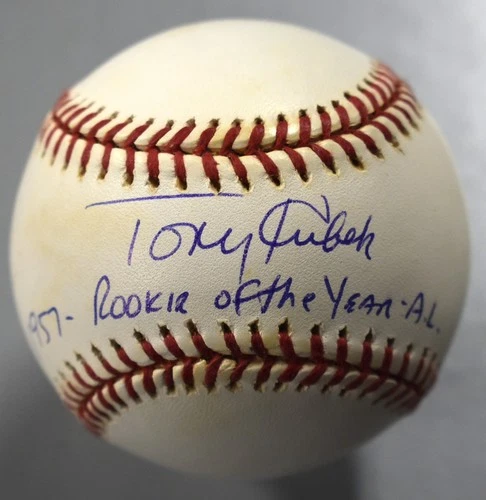 Tony Kubek
957- ROOKIE of the YEAR-A.L.